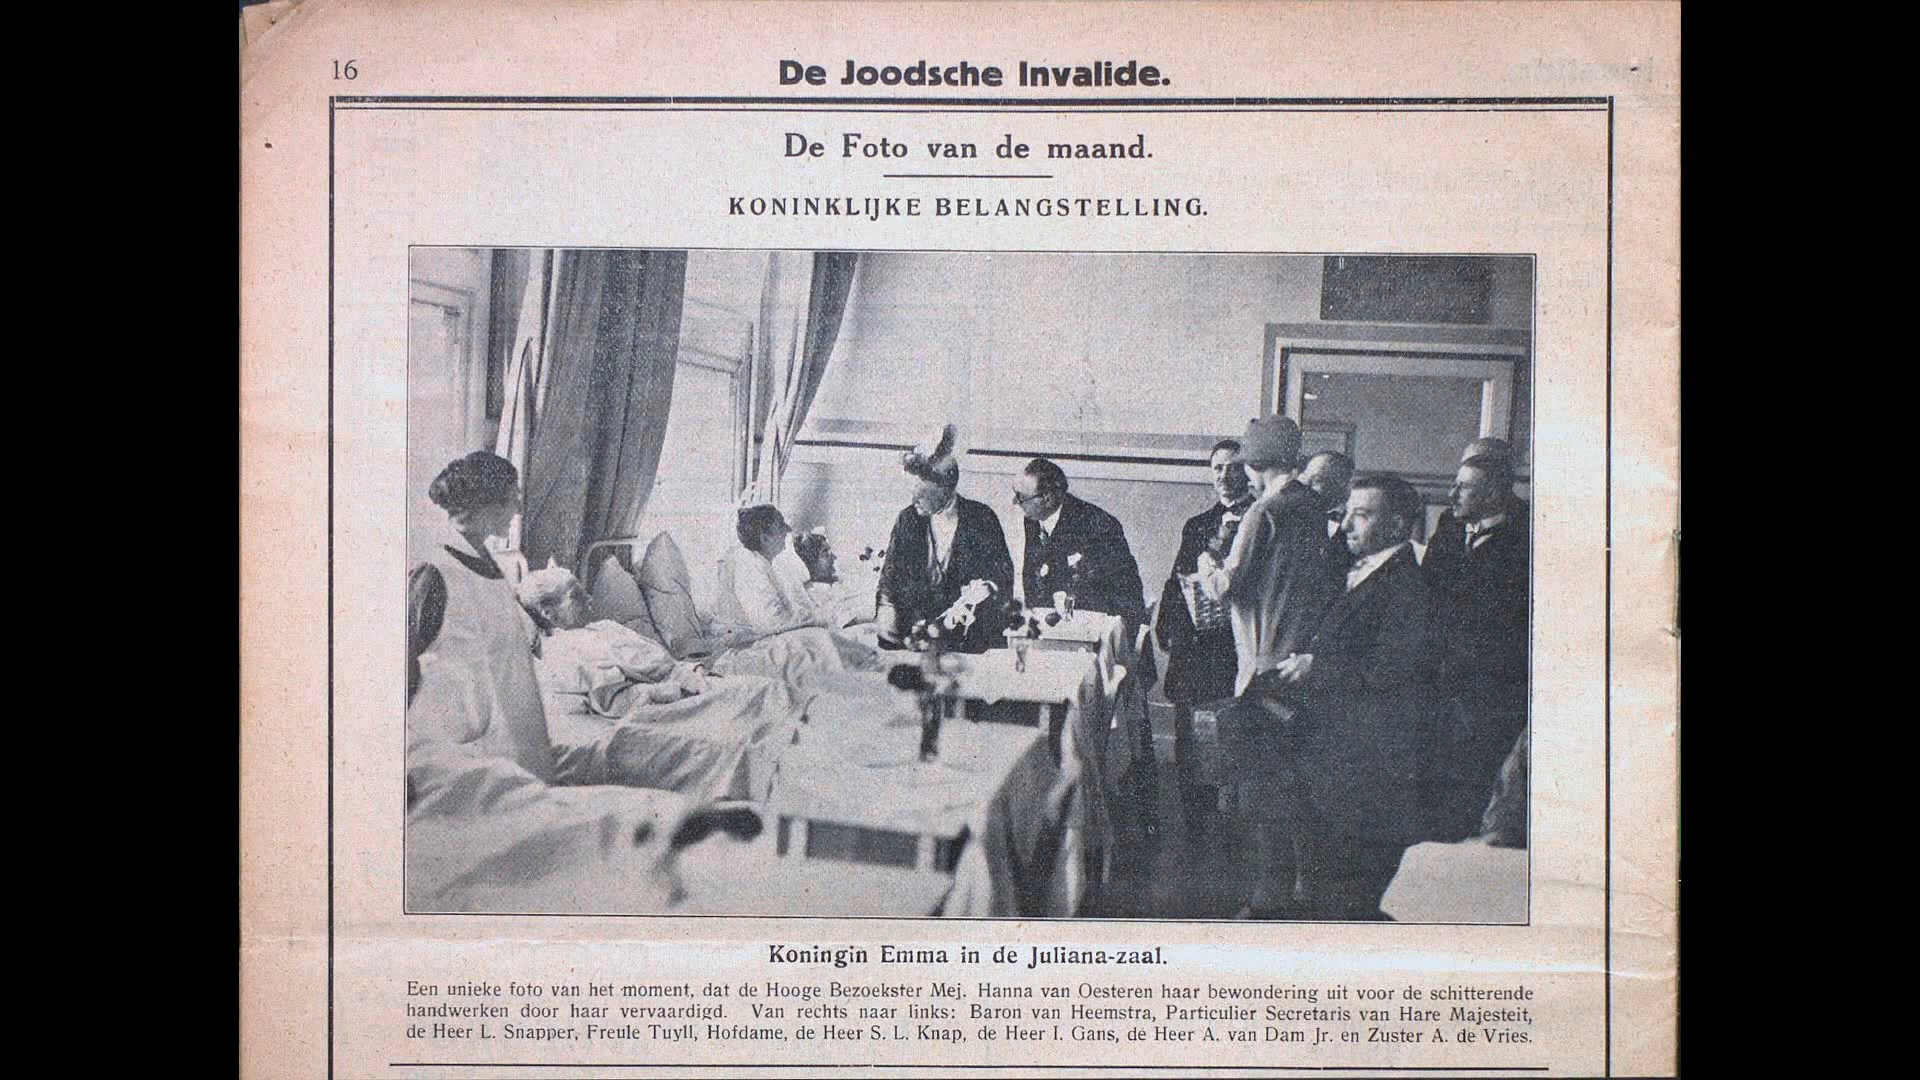 16
De Joodsche Invalide.
De Foto van de maand.
KONINKLIJKE BELANGSTELLING.
Koningin Emma in de Juliana-zaal.
Een unieke foto van het moment, dat de Hooge Bezoekster Mej. Hanna van Oesteren haar bewondering uit voor de schitterende
handwerken door haar vervaardigd. Van rechts naar links: Baron van Heemstra, Particulier Secretaris van Hare Majesteit,
de Heer L. Snapper, Freule Tuyll, Hofdame, de Heer S. L. Knap, de Heer I. Gans, de Heer A. van Dam Jr. en Zuster A. de Vries.